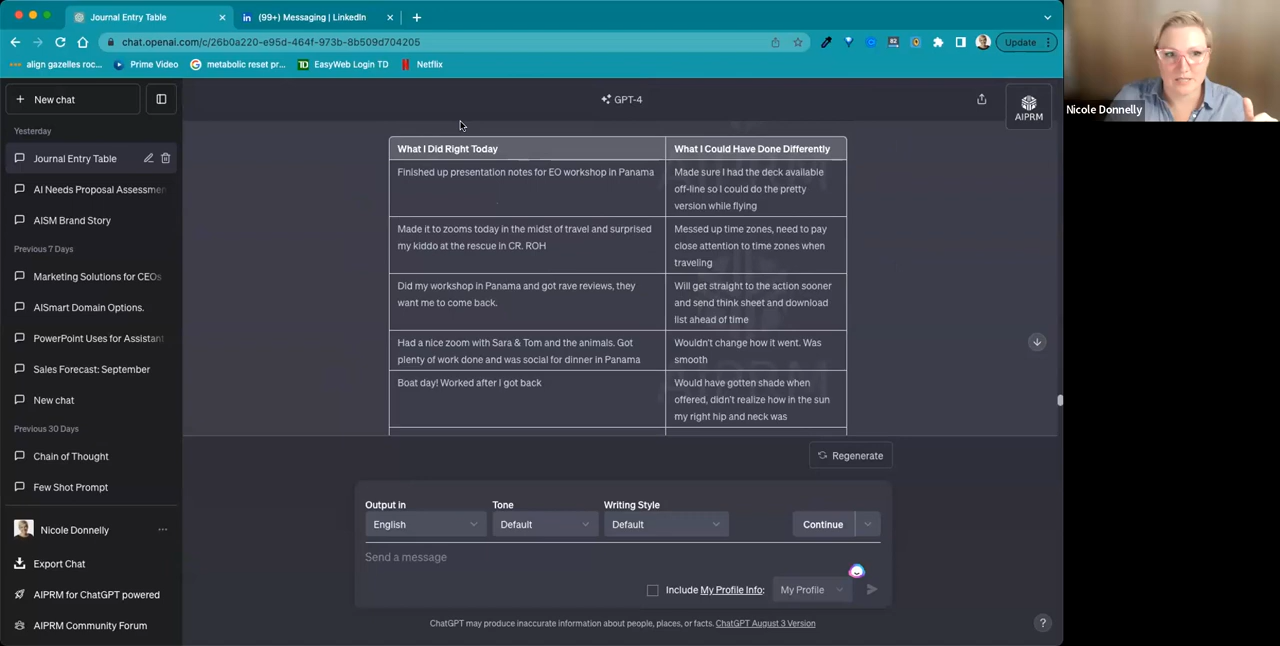 Journal Entry Table
(99+) Messaging | LinkedIn
chat.openai.com/c/26b0a220-e95d-464f-973b-8b509d704205
Update
align gazelles roc...
Prime Video
metabolic reset pr...
TD
EasyWeb Login TD
Netflix
Nicole Donnelly
New chat
Yesterday
Journal Entry Table
AI Needs Proposal Assessmen
AISM Brand Story
Previous 7 Days
Marketing Solutions for CEOs
AISmart Domain Options.
PowerPoint Uses for Assistant
Sales Forecast: September
New chat
Previous 30 Days
Chain of Thought
Few Shot Prompt
Nicole Donnelly
Export Chat
AIPRM for ChatGPT powered
AIPRM Community Forum
GPT-4
AIPRM
What I Did Right Today
What I Could Have Done Differently
Finished up presentation notes for EO workshop in Panama
Made sure I had the deck available
off-line so I could do the pretty
version while flying
Made it to zooms today in the midst of travel and surprised
my kiddo at the rescue in CR. ROH
Messed up time zones, need to pay
close attention to time zones when
traveling
Did my workshop in Panama and got rave reviews, they
want me to come back.
Will get straight to the action sooner
and send think sheet and download
list ahead of time
Had a nice zoom with Sara & Tom and the animals. Got
plenty of work done and was social for dinner in Panama
Wouldn't change how it went. Was
smooth
Boat day! Worked after I got back
Would have gotten shade when
offered, didn't realize how in the sun
my right hip and neck was
Regenerate
Output in
Tone
Writing Style
English
Default
Default
Continue
Send a message
Include My Profile Info:
My Profile
ChatGPT may produce inaccurate information about people, places, or facts. ChatGPT August 3 Version
?